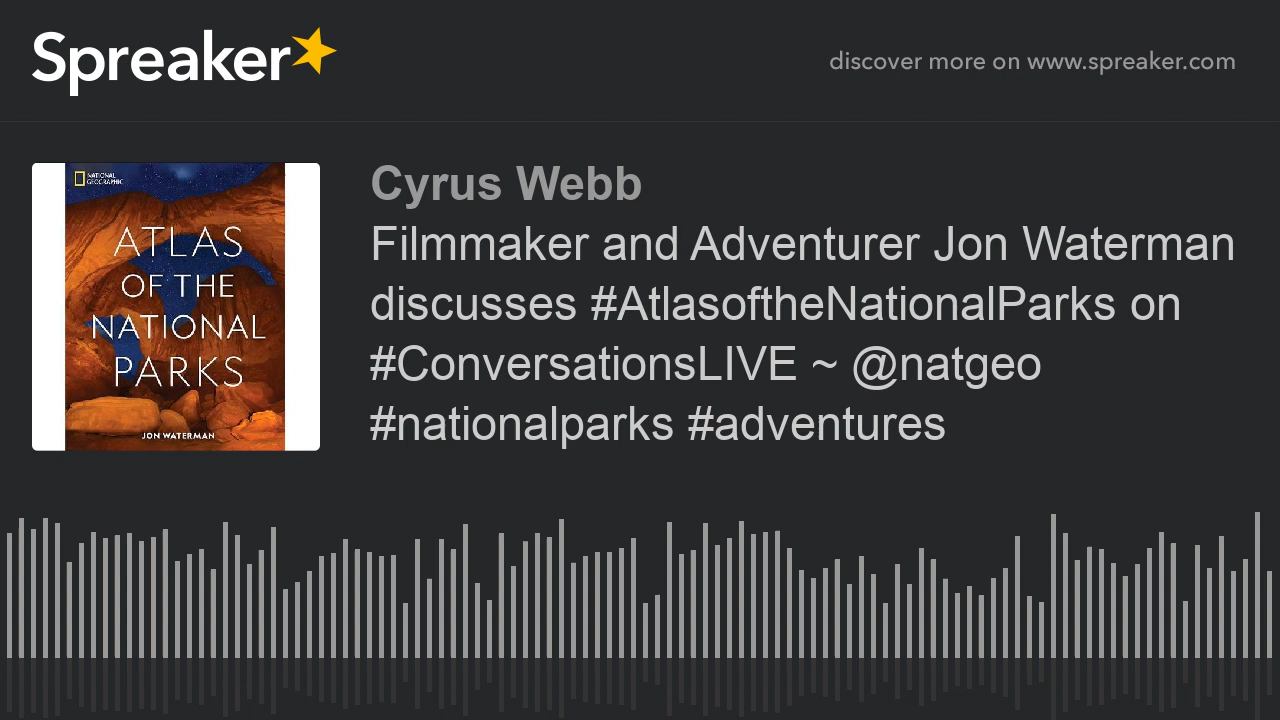 Spreaker
discover more on www.spreaker.com
NATIONAL
GEOGRAPHIC
ATLAS
OF THE
NATIONAL
PARKS
JON WATERMAN
Cyrus Webb
Filmmaker and Adventurer Jon Waterman
discusses #AtlasoftheNationalParks on
#ConversationsLIVE ~ @natgeo
#nationalparks #adventures